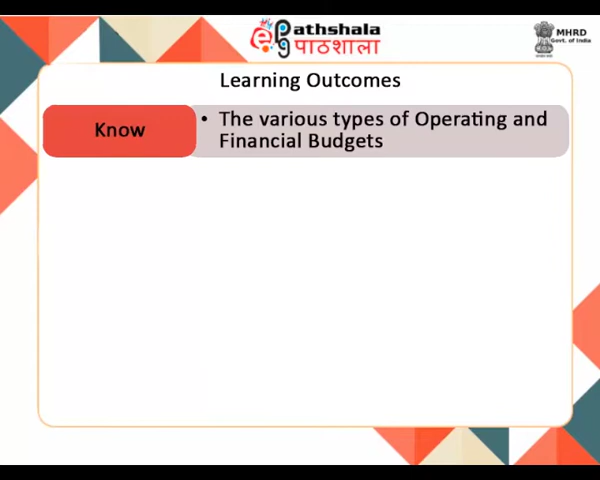 ePathshala
पाठशाला
MHRD
Govt. of India
Learning Outcomes
Know
• The various types of Operating and
Financial Budgets